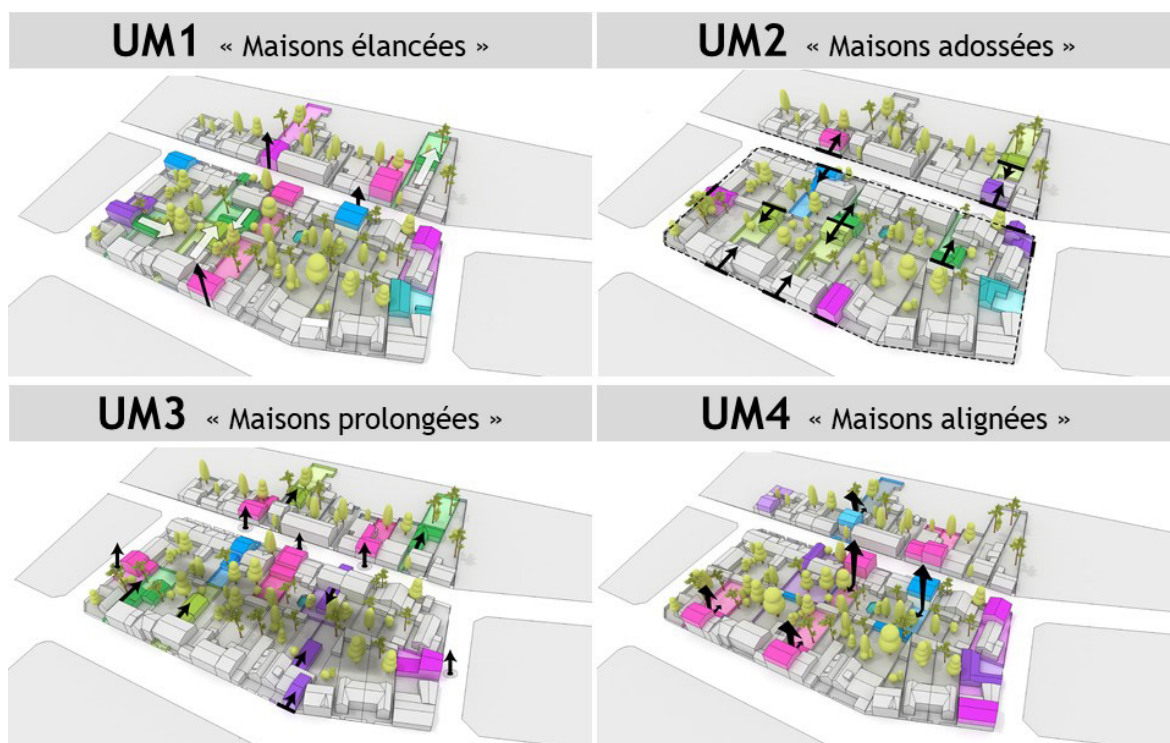 UM1 « Maisons élancées »
UM2 « Maisons adossées »
UM3 « Maisons prolongées »
UM4 « Maisons alignées »